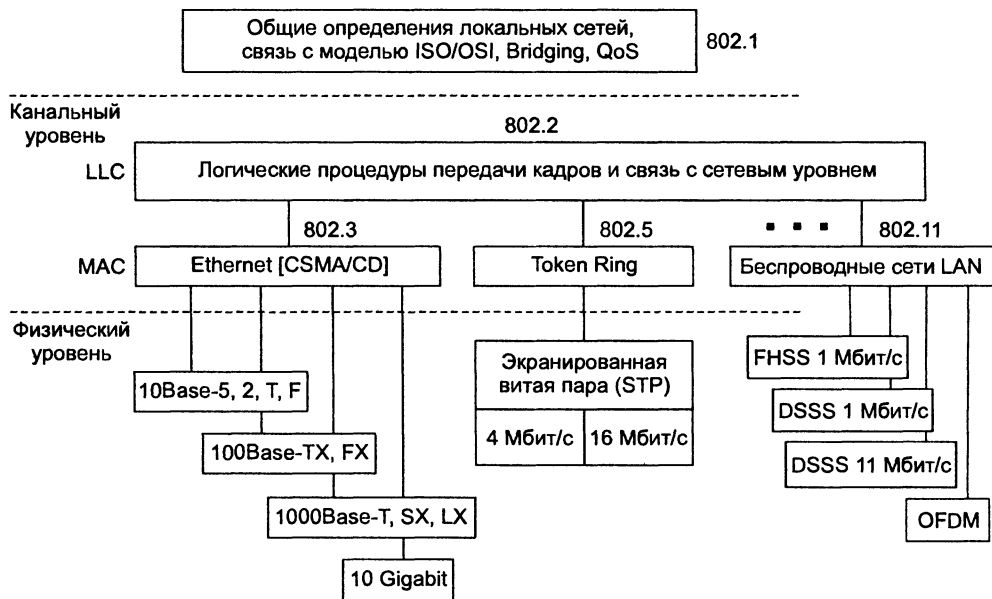 Общие определения локальных сетей,
связь с моделью ISO/OSI, Bridging, QoS
802.1
Канальный
уровень
802.2
LLC
Логические процедуры передачи кадров и связь с сетевым уровнем
802.3
802.5
802.11
MAC
Ethernet [CSMA/CD]
Token Ring
Беспроводные сети LAN
Физический
уровень
10Base-5, 2, T, F
100Base-TX, FX
1000Base-T, SX, LX
10 Gigabit
Экранированная
витая пара (STP)
4 Мбит/с
16 Мбит/с
FHSS 1 Мбит/с
DSSS 1 Мбит/с
DSSS 11 Мбит/с
OFDM